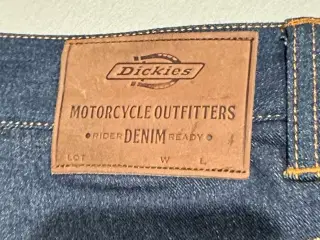 Dickies
MOTORCYCLE OUTFITTERS
RIDER DENIM READY
LOT W L